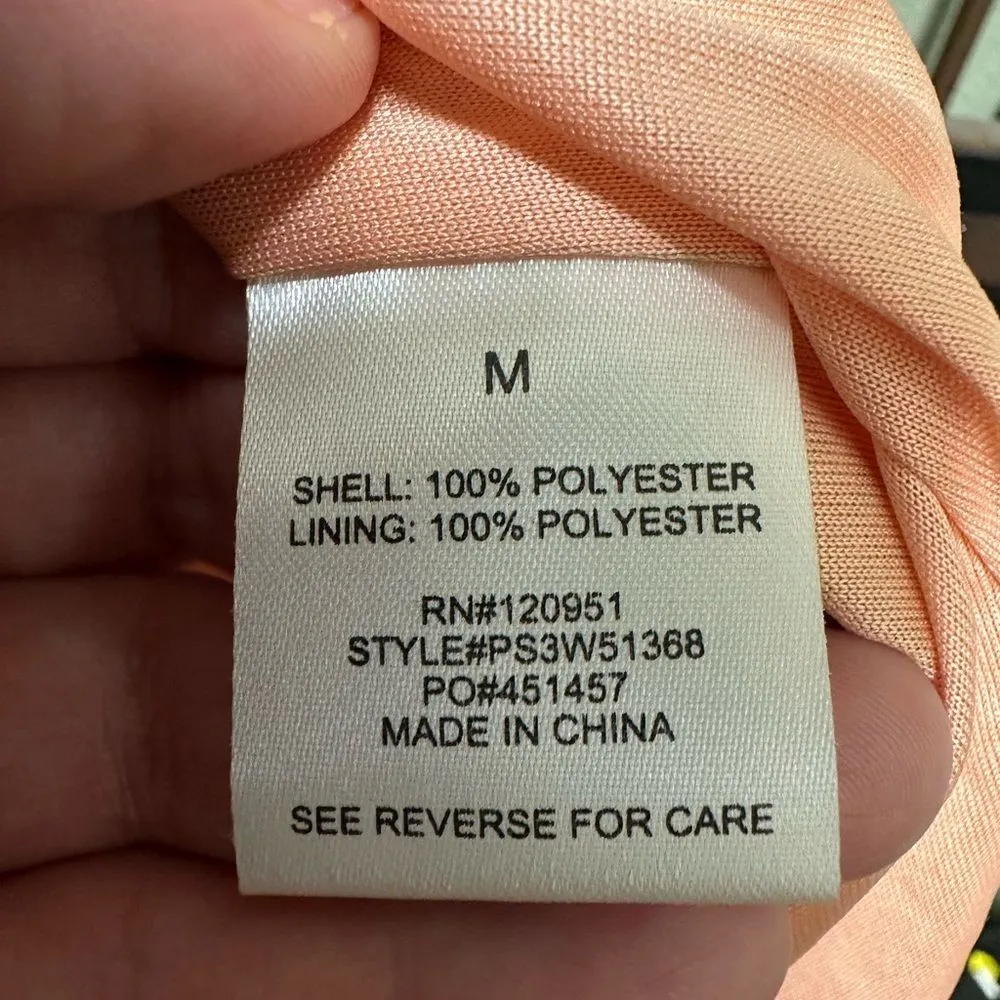 M
SHELL: 100% POLYESTER
LINING: 100% POLYESTER
RN#120951
STYLE#PS3W51368
PO#451457
MADE IN CHINA
SEE REVERSE FOR CARE